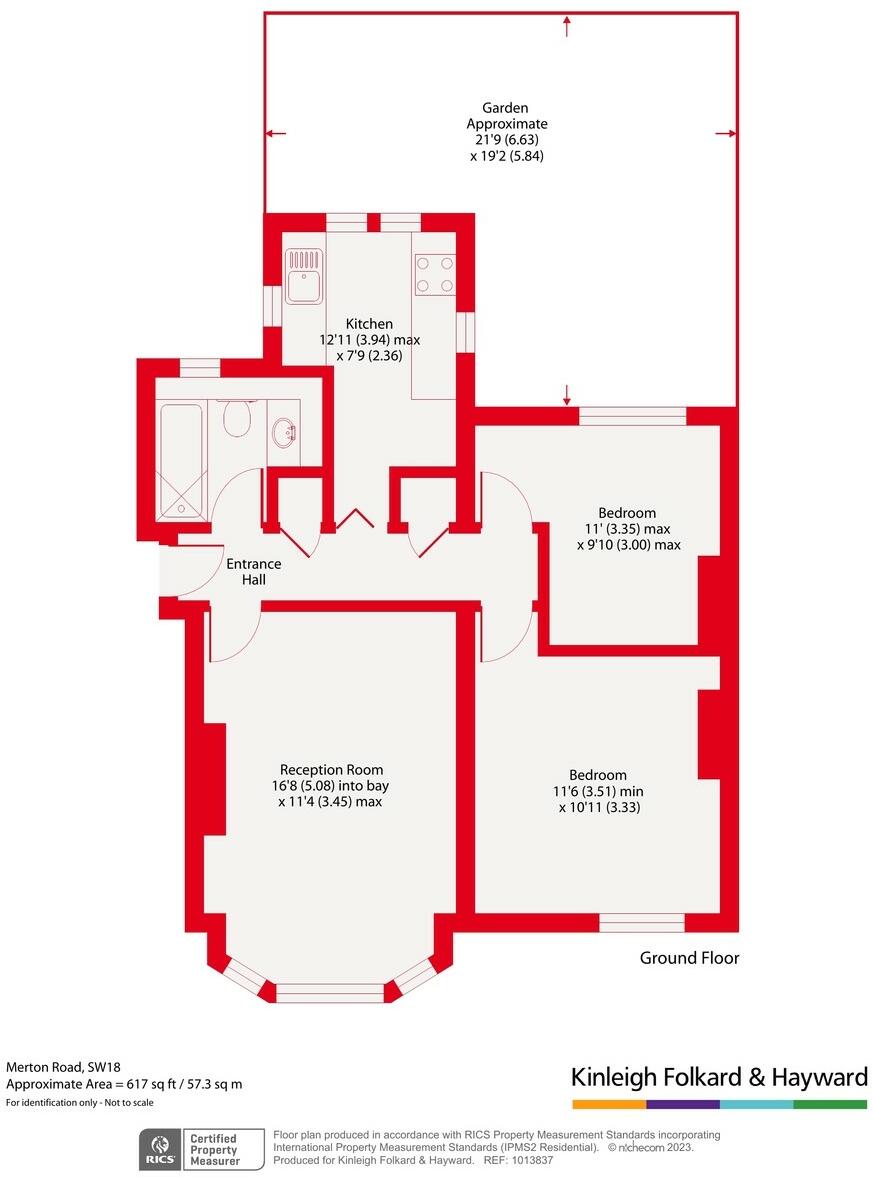 Garden
Approximate
21'9 (6.63)
x 19'2 (5.84)
Kitchen
12'11 (3.94) max
x 7'9 (2.36)
Bedroom
11' (3.35) max
x 9'10 (3.00) max
Entrance
Hall
Reception Room
16'8 (5.08) into bay
x 11'4 (3.45) max
Bedroom
11'6 (3.51) min
x 10'11 (3.33)
Ground Floor
Merton Road, SW18
Approximate Area = 617 sq ft / 57.3 sq m
For identification only - Not to scale
Kinleigh Folkard & Hayward
RICS
Certified
Property
Measurer
Floor plan produced in accordance with RICS Property Measurement Standards incorporating
International Property Measurement Standards (IPMS2 Residential). © nichecom 2023.
Produced for Kinleigh Folkard & Hayward. REF: 1013837